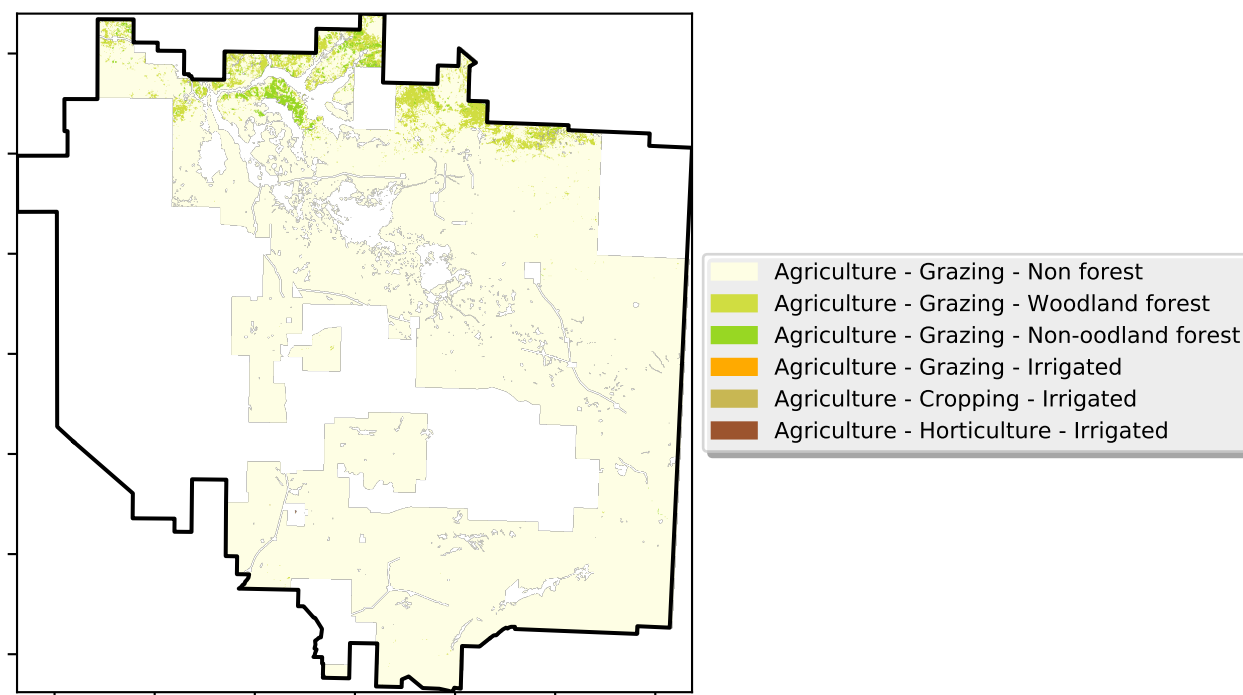 Agriculture - Grazing - Non forest
Agriculture - Grazing - Woodland forest
Agriculture - Grazing - Non-oodland forest
Agriculture - Grazing - Irrigated
Agriculture - Cropping - Irrigated
Agriculture - Horticulture - Irrigated